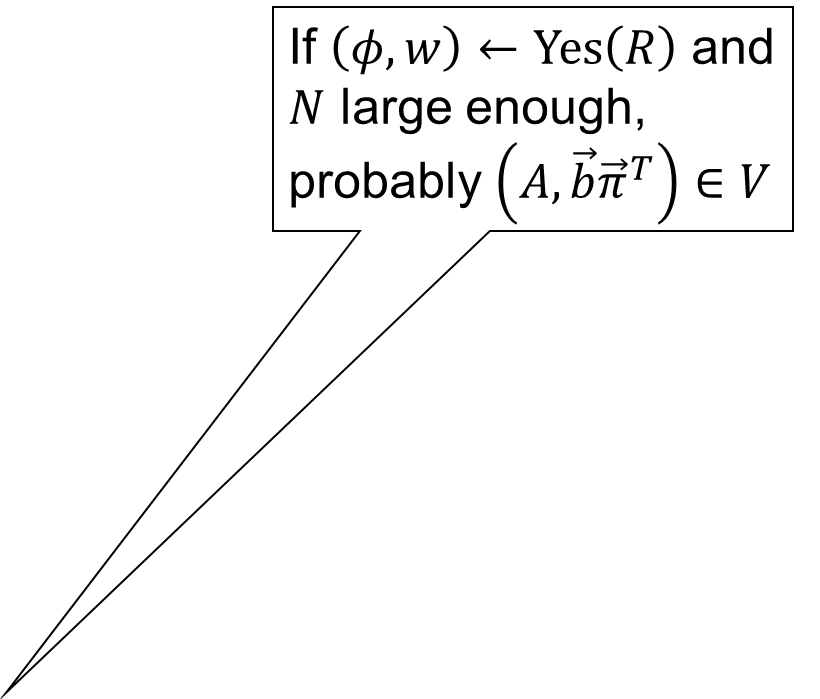 If (𝜙, 𝑤) ← Yes(𝑅) and
𝑁 large enough,
probably (𝐴, 𝑏⃗𝜋⃗ᵀ) ∈ 𝑉